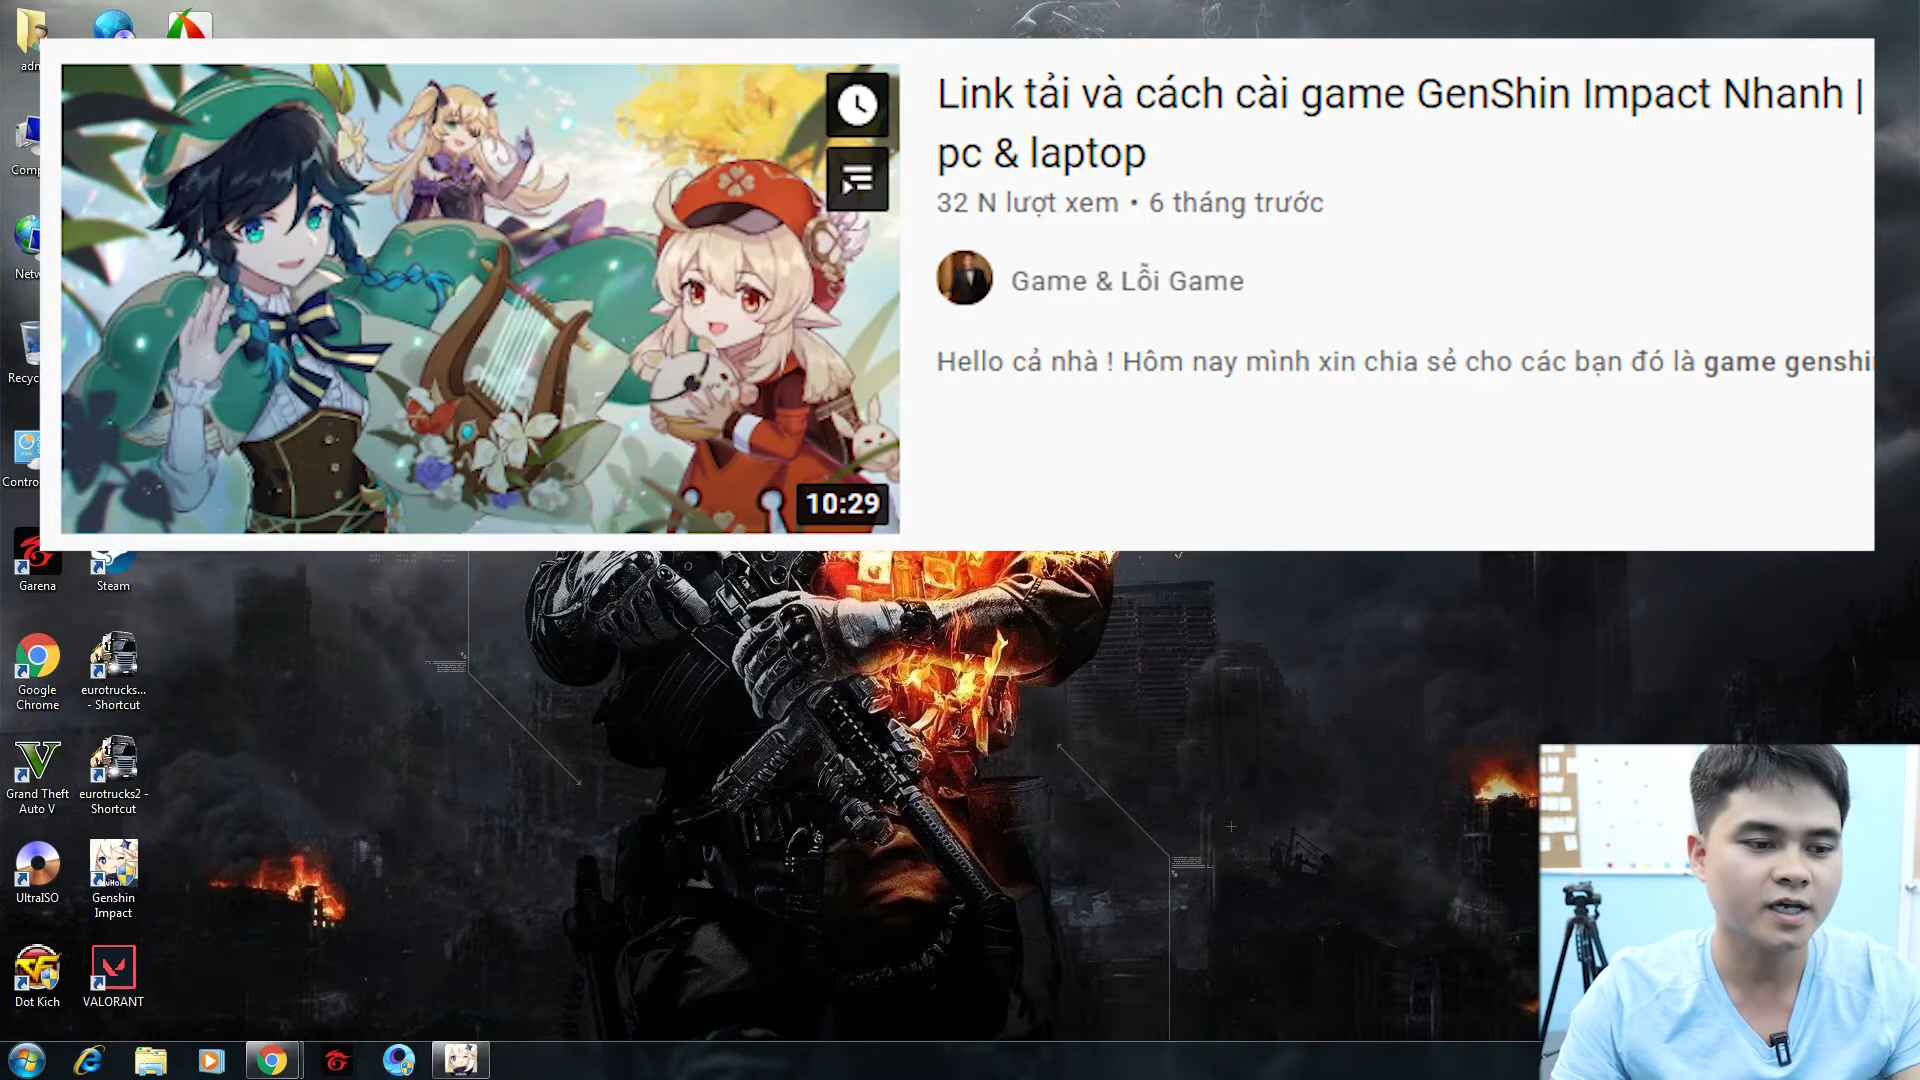 Link tải và cách cài game GenShin Impact Nhanh |
pc & laptop
32 N lượt xem • 6 tháng trước
Game & Lỗi Game
Hello cả nhà ! Hôm nay mình xin chia sẻ cho các bạn đó là game genshi
10:29
Garena
Steam
Google
Chrome
eurotrucks...
- Shortcut
Grand Theft
Auto V
eurotrucks2 -
Shortcut
UltraISO
Genshin
Impact
Dot Kich
VALORANT